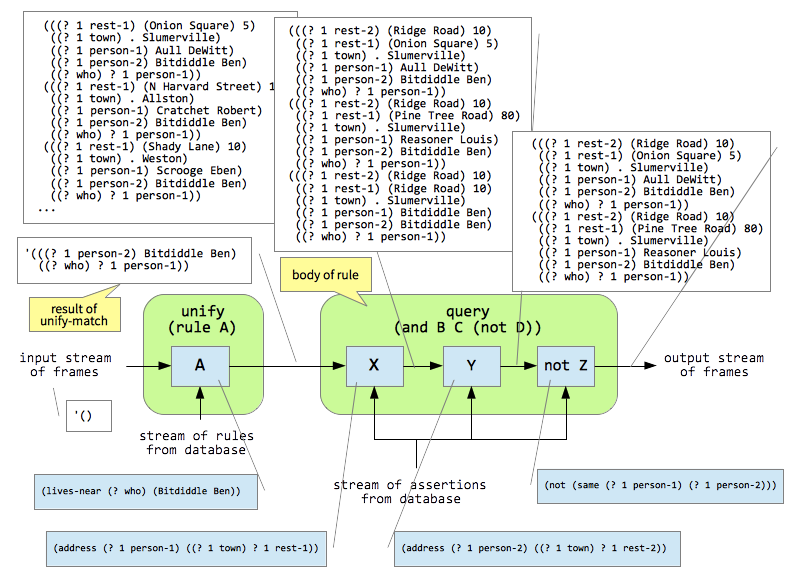 (((? 1 rest-1) (Onion Square) 5)
((? 1 town) . Slumerville)
((? 1 person-1) Aull DeWitt)
((? 1 person-2) Bitdiddle Ben)
((? who) ? 1 person-1))
(((? 1 rest-1) (N Harvard Street) 1
((? 1 town) . Allston)
((? 1 person-1) Cratchet Robert)
((? 1 person-2) Bitdiddle Ben)
((? who) ? 1 person-1))
(((? 1 rest-1) (Shady Lane) 10)
((? 1 town) . Weston)
((? 1 person-1) Scrooge Eben)
((? 1 person-2) Bitdiddle Ben)
((? who) ? 1 person-1))
...
(((? 1 rest-2) (Ridge Road) 10)
((? 1 rest-1) (Onion Square) 5)
((? 1 town) . Slumerville)
((? 1 person-1) Aull DeWitt)
((? 1 person-2) Bitdiddle Ben)
((? who) ? 1 person-1))
(((? 1 rest-2) (Ridge Road) 10)
((? 1 rest-1) (Pine Tree Road) 80)
((? 1 town) . Slumerville)
((? 1 person-1) Reasoner Louis)
((? 1 person-2) Bitdiddle Ben)
((? who) ? 1 person-1))
(((? 1 rest-2) (Ridge Road) 10)
((? 1 rest-1) (Ridge Road) 10)
((? 1 town) . Slumerville)
((? 1 person-1) Bitdiddle Ben)
((? 1 person-2) Bitdiddle Ben)
((? who) ? 1 person-1))
(((? 1 rest-2) (Ridge Road) 10)
((? 1 rest-1) (Onion Square) 5)
((? 1 town) . Slumerville)
((? 1 person-1) Aull DeWitt)
((? 1 person-2) Bitdiddle Ben)
((? who) ? 1 person-1))
(((? 1 rest-2) (Ridge Road) 10)
((? 1 rest-1) (Pine Tree Road) 80)
((? 1 town) . Slumerville)
((? 1 person-1) Reasoner Louis)
((? 1 person-2) Bitdiddle Ben)
((? who) ? 1 person-1))
'(((? 1 person-2) Bitdiddle Ben)
((? who) ? 1 person-1))
result of
unify-match
body of rule
unify
(rule A)
query
(and B C (not D))
input stream
of frames
A
X
Y
not Z
output stream
of frames
'()
stream of rules
from database
stream of assertions
from database
(lives-near (? who) (Bitdiddle Ben))
(not (same (? 1 person-1) (? 1 person-2)))
(address (? 1 person-1) ((? 1 town) ? 1 rest-1))
(address (? 1 person-2) ((? 1 town) ? 1 rest-2))